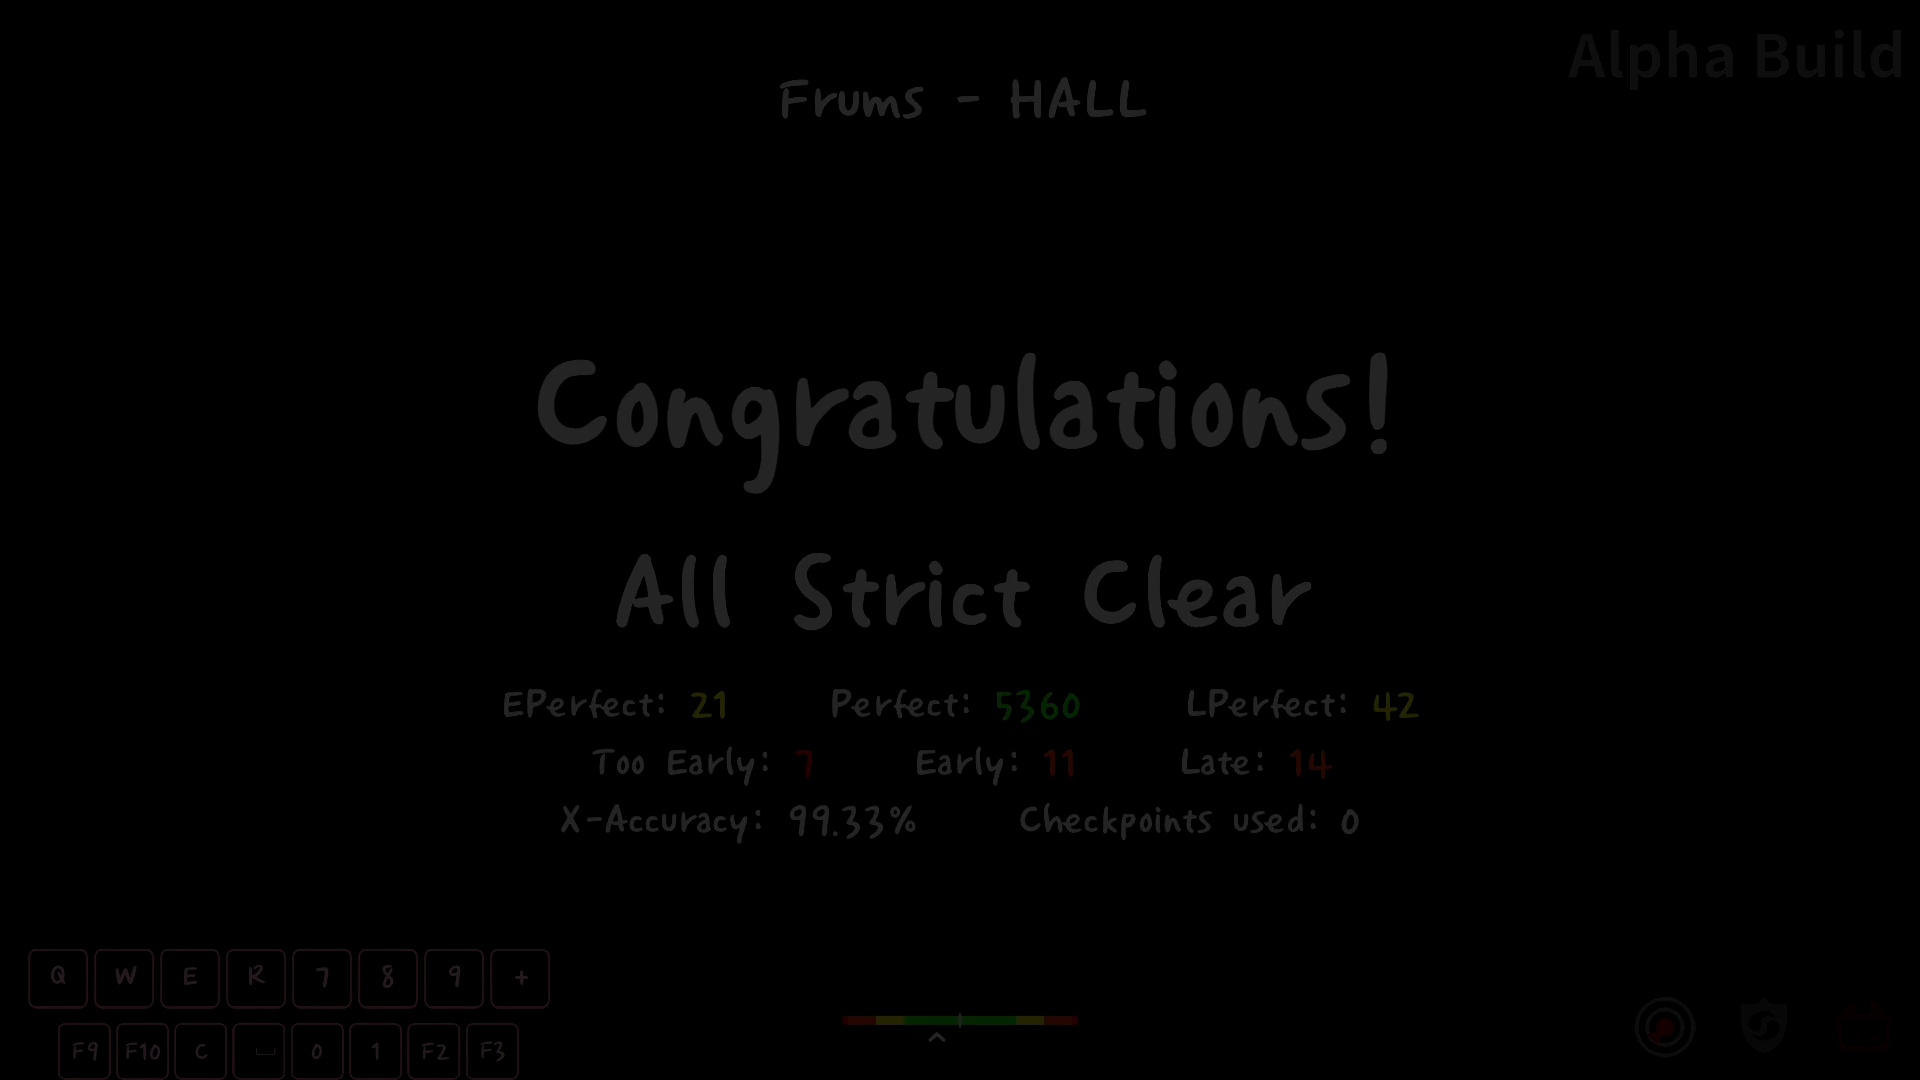 Alpha Build
Frums - HALL
Congratulations!
All Strict Clear
EPerfect: 21 Perfect: 5360 LPerfect: 42
Too Early: 7 Early: 11 Late: 14
X-Accuracy: 99.33% Checkpoints used: 0
Q W E R 7 8 9 +
F9 F10 C 0 1 F2 F3